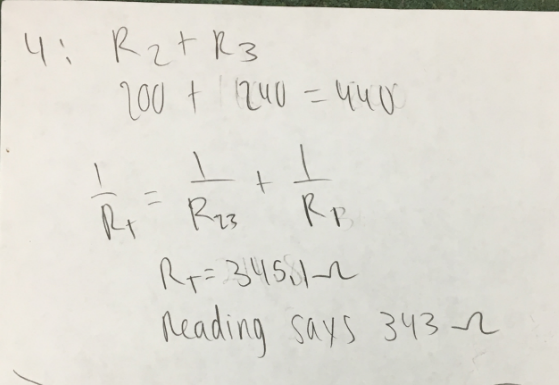 4: R2 + R3
200 + 240 = 440
1/RT = 1/R23 + 1/RP
RT = 345.1 Ω
Reading says 343 Ω